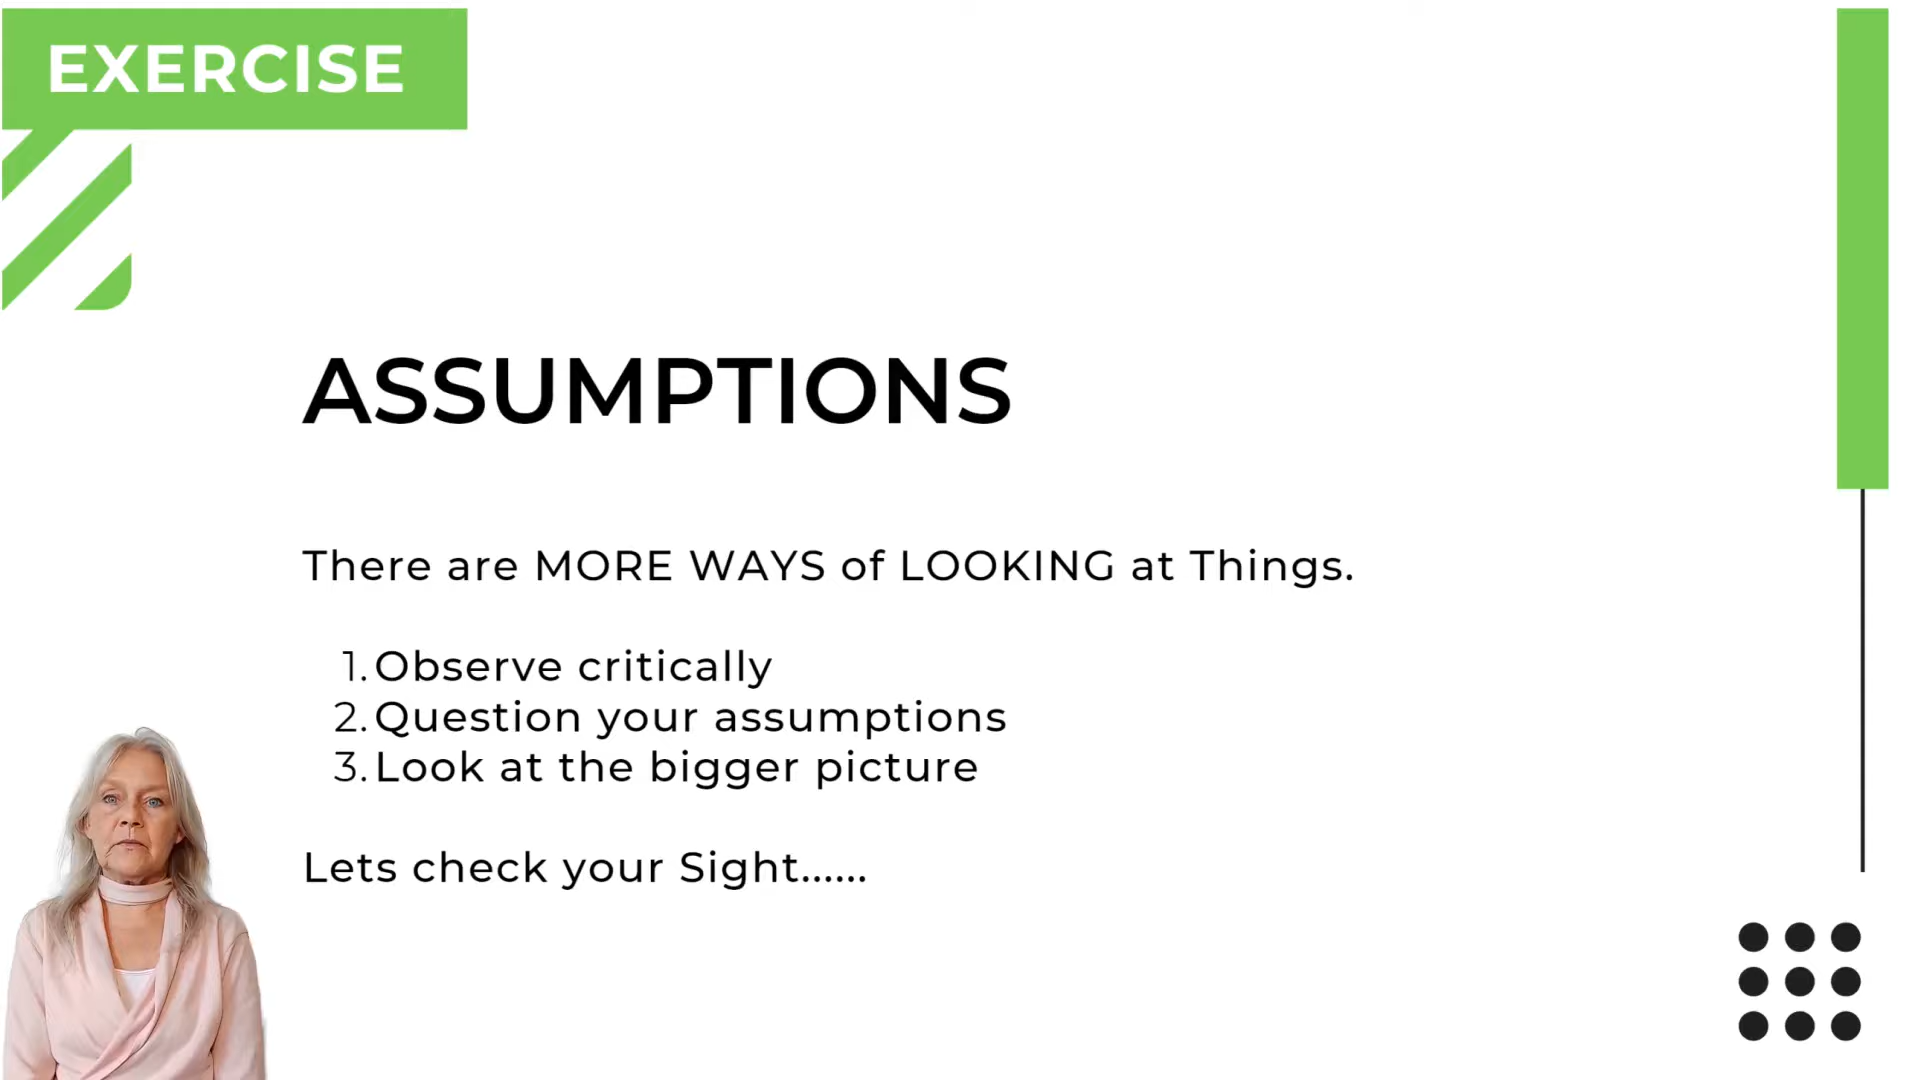 EXERCISE
ASSUMPTIONS
There are MORE WAYS of LOOKING at Things.
1. Observe critically
2. Question your assumptions
3. Look at the bigger picture
Lets check your Sight......